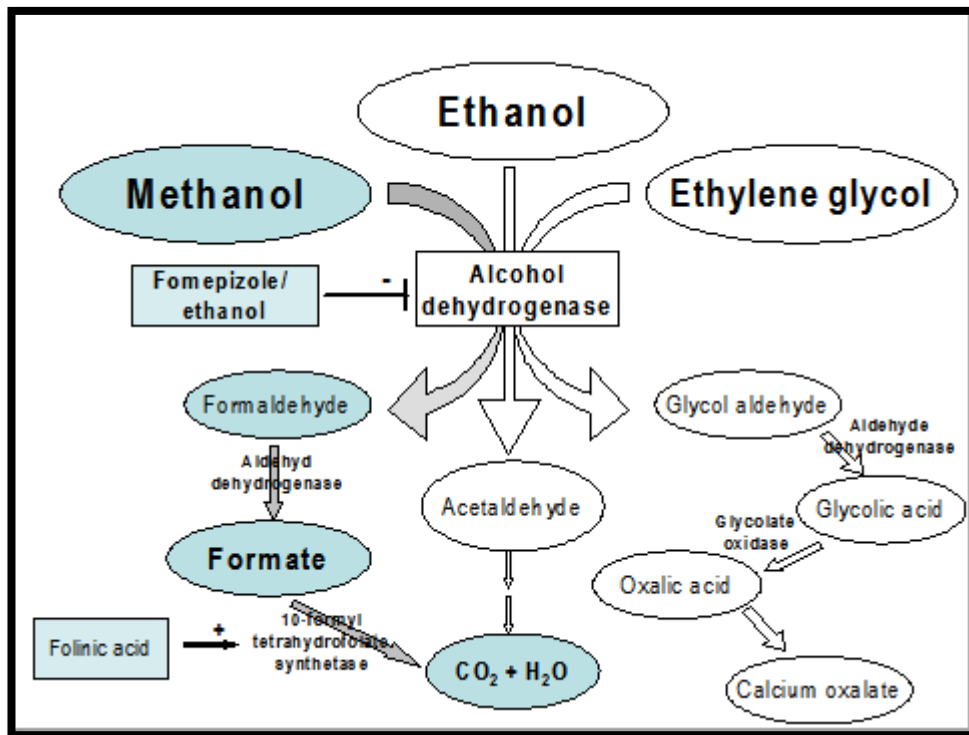 Ethanol
Methanol
Ethylene glycol
Fomepizole/
ethanol
-
Alcohol
dehydrogenase
Formaldehyde
Glycol aldehyde
Aldehyd
dehydrogenase
Aldehyde
dehydrogenase
Acetaldehyde
Glycolic acid
Glycolate
oxidase
Formate
Oxalic acid
Folinic acid
+
10-formyl
tetrahydrofolate
synthetase
CO₂ + H₂O
Calcium oxalate